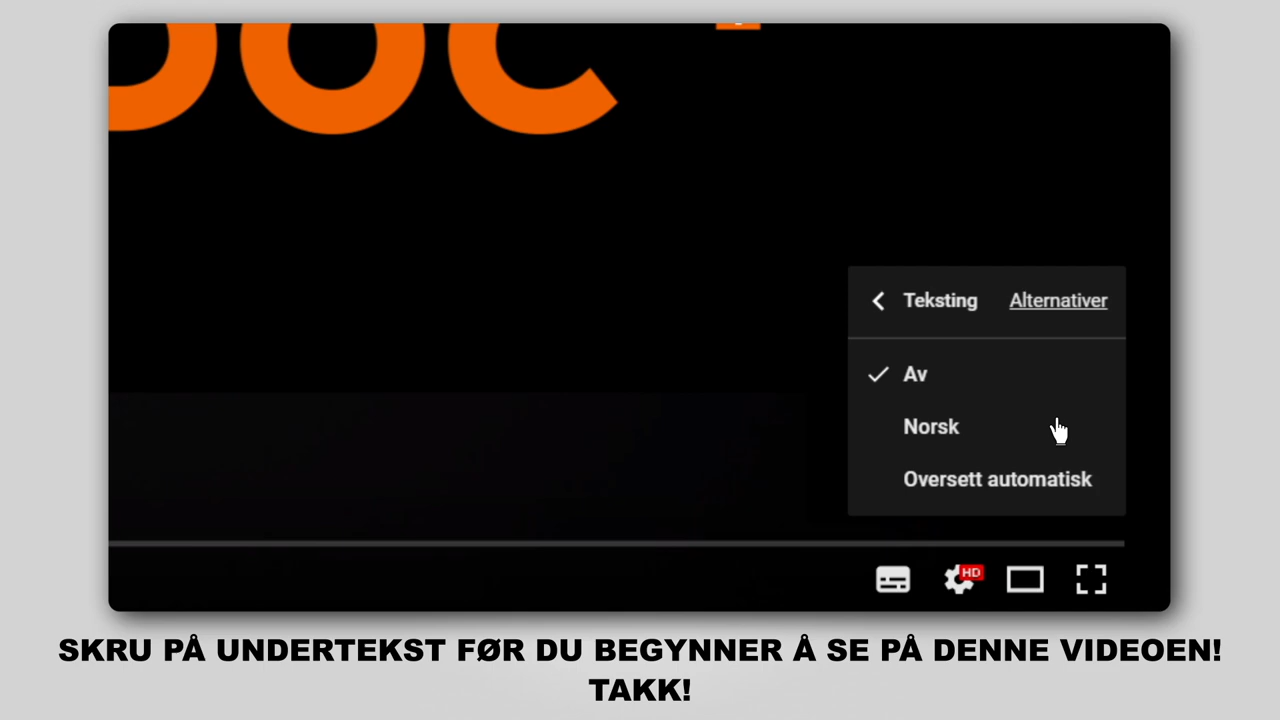 Teksting Alternativer
Av
Norsk
Oversett automatisk
HD
SKRU PÅ UNDERTEKST FØR DU BEGYNNER Å SE PÅ DENNE VIDEOEN!
TAKK!